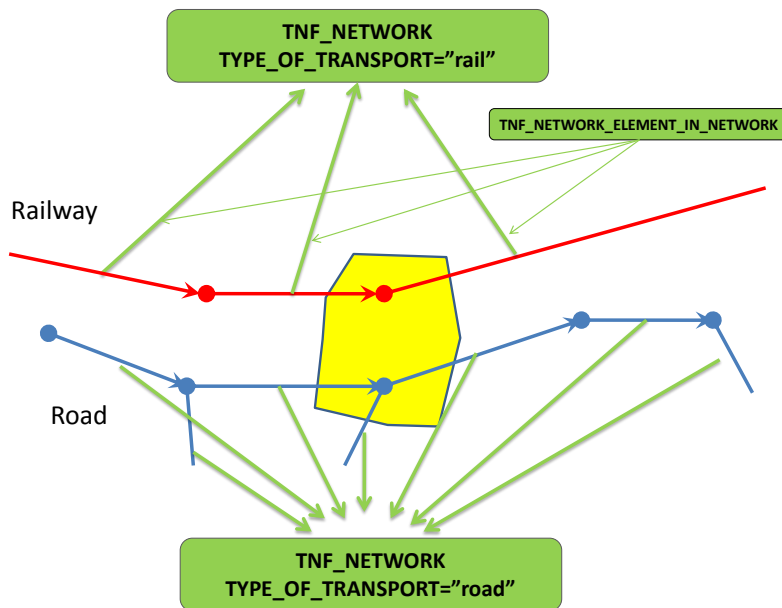 TNF_NETWORK
TYPE_OF_TRANSPORT=”rail”
TNF_NETWORK_ELEMENT_IN_NETWORK
Railway
Road
TNF_NETWORK
TYPE_OF_TRANSPORT=”road”